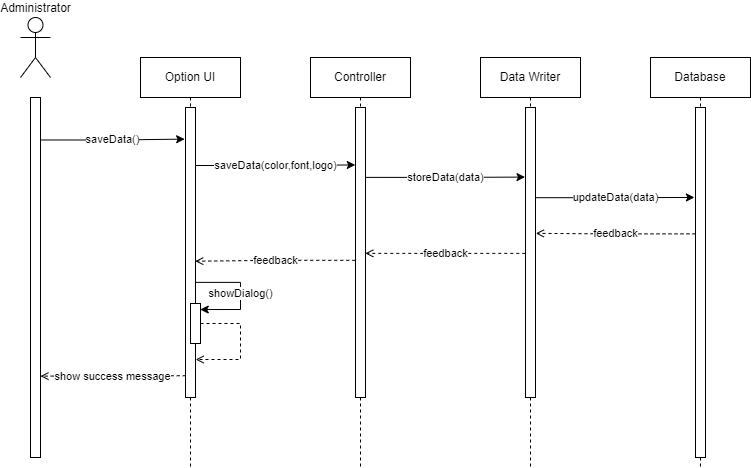 Administrator
Option UI
Controller
Data Writer
Database
saveData()
saveData(color,font,logo)
storeData(data)
updateData(data)
feedback
feedback
feedback
showDialog()
show success message